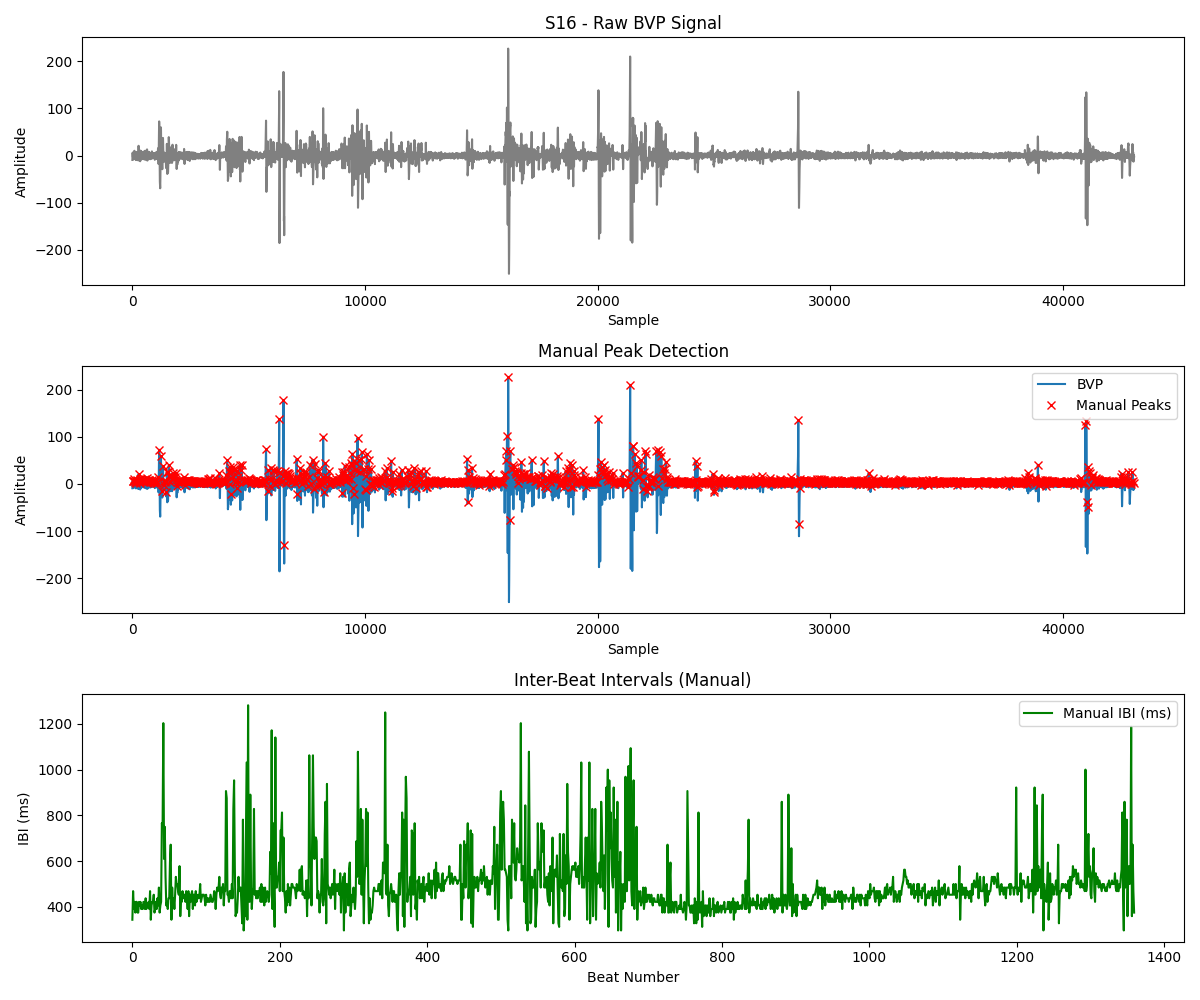 S16 - Raw BVP Signal
200
100
0
−100
−200
Amplitude
0 10000 20000 30000 40000
Sample
Manual Peak Detection
BVP
Manual Peaks
200
100
0
−100
−200
Amplitude
0 10000 20000 30000 40000
Sample
Inter-Beat Intervals (Manual)
Manual IBI (ms)
1200
1000
800
600
400
IBI (ms)
0 200 400 600 800 1000 1200 1400
Beat Number